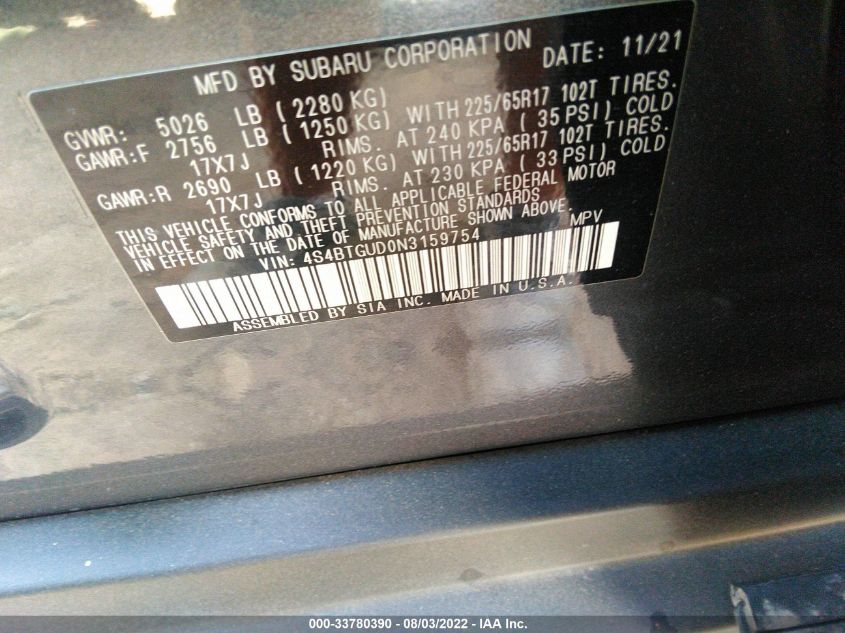 MFD BY SUBARU CORPORATION DATE: 11/21
GVWR: 5026 LB (2280 KG)
GAWR:F 2756 LB (1250 KG) WITH 225/65R17 102T TIRES.
17X7J RIMS. AT 240 KPA (35 PSI) COLD
GAWR:R 2690 LB (1220 KG) WITH 225/65R17 102T TIRES.
17X7J RIMS. AT 230 KPA (33 PSI) COLD
THIS VEHICLE CONFORMS TO ALL APPLICABLE FEDERAL MOTOR
VEHICLE SAFETY AND THEFT PREVENTION STANDARDS
IN EFFECT ON THE DATE OF MANUFACTURE SHOWN ABOVE.
VIN: 4S4BTGUD0N3159754 MPV
ASSEMBLED BY SIA INC. MADE IN U.S.A.
000-33780390 - 08/03/2022 - IAA Inc.